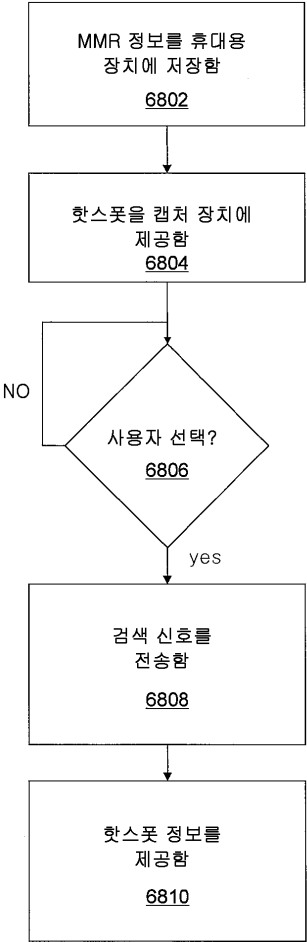 MMR 정보를 휴대용
장치에 저장함
6802
핫스폿을 캡처 장치에
제공함
6804
NO
사용자 선택?
6806
yes
검색 신호를
전송함
6808
핫스폿 정보를
제공함
6810